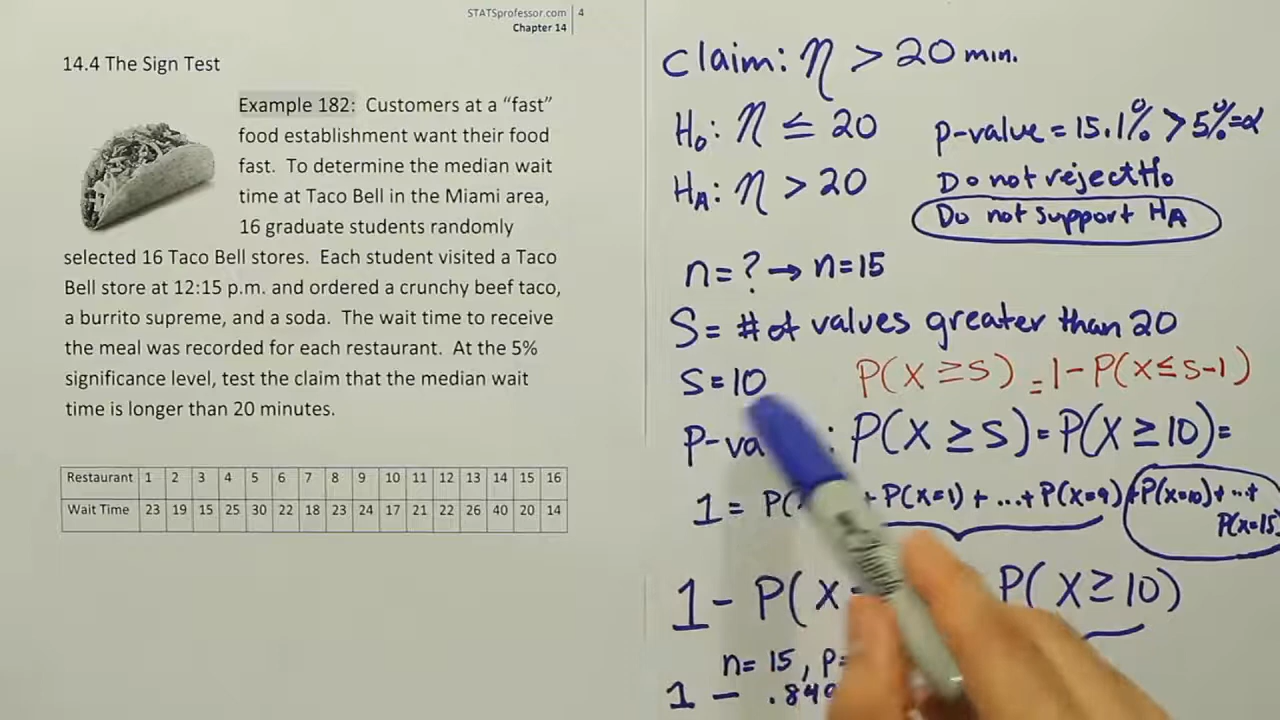 STATSprofessor.com | 4
Chapter 14
14.4 The Sign Test
Example 182: Customers at a “fast”
food establishment want their food
fast. To determine the median wait
time at Taco Bell in the Miami area,
16 graduate students randomly
selected 16 Taco Bell stores. Each student visited a Taco
Bell store at 12:15 p.m. and ordered a crunchy beef taco,
a burrito supreme, and a soda. The wait time to receive
the meal was recorded for each restaurant. At the 5%
significance level, test the claim that the median wait
time is longer than 20 minutes.
Restaurant 1 2 3 4 5 6 7 8 9 10 11 12 13 14 15 16
Wait Time 23 19 15 25 30 22 18 23 24 17 21 22 26 40 20 14
Claim: η > 20 min.
H₀: η ≤ 20
p-value = 15.1% > 5% = α
HA: η > 20
Do not reject H₀
Do not support HA
n = ? → n = 15
S = # of values greater than 20
S = 10
P(X ≥ S) = 1 - P(X ≤ S-1)
P(X ≥ S) = P(X ≥ 10) =
1 = + P(X=1) + ... + P(X=9) + P(X=10) + ...
P(X=15)
1 - P(X P(X ≥ 10)
n = 15, p =
1 - .840